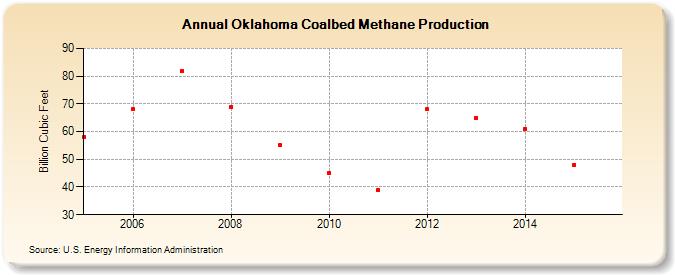 Annual Oklahoma Coalbed Methane Production
Billion Cubic Feet
90
80
70
60
50
40
30
2006 2008 2010 2012 2014
Source: U.S. Energy Information Administration